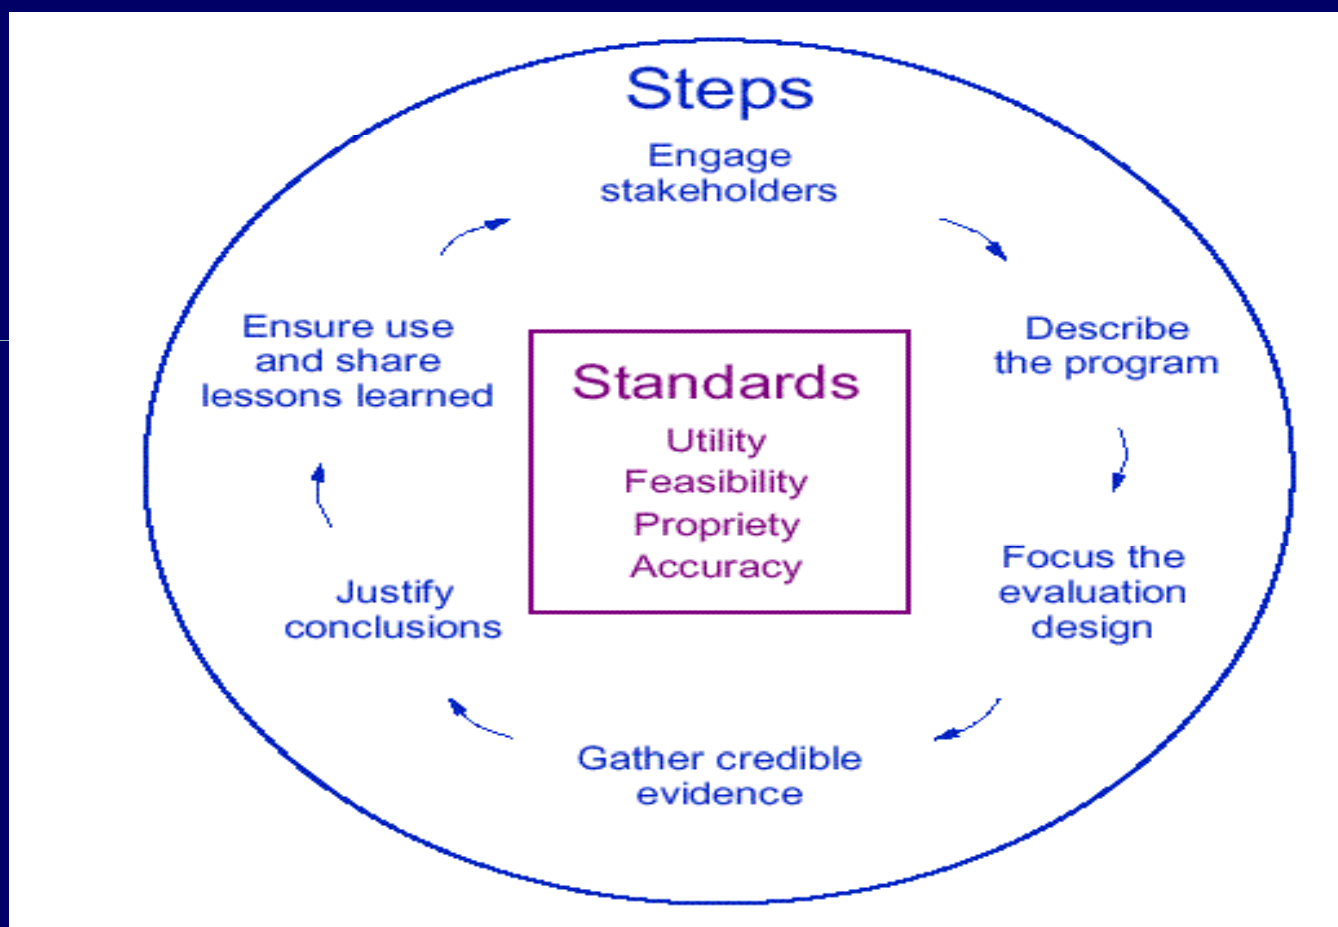 Steps
Engage
stakeholders
Describe
the program
Focus the
evaluation
design
Gather credible
evidence
Justify
conclusions
Ensure use
and share
lessons learned
Standards
Utility
Feasibility
Propriety
Accuracy